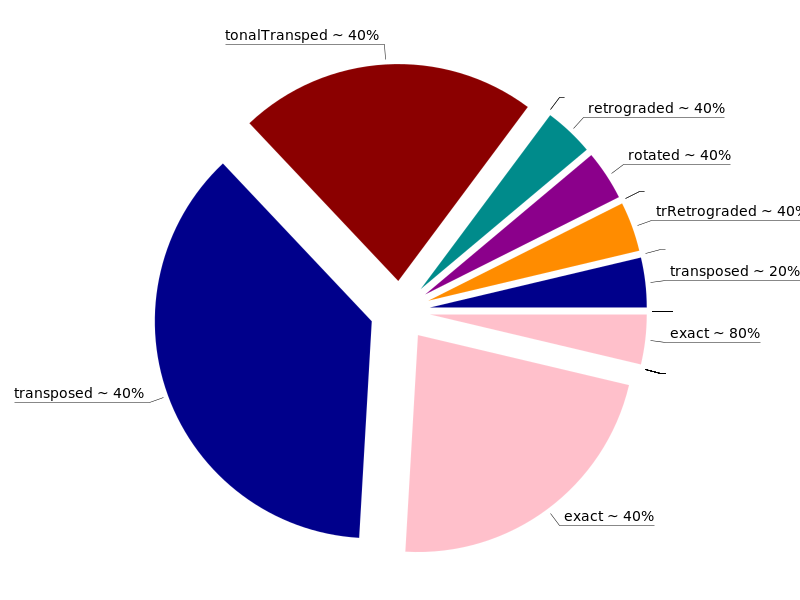 tonalTransped ~ 40%
retrograded ~ 40%
rotated ~ 40%
trRetrograded ~ 40%
transposed ~ 20%
exact ~ 80%
transposed ~ 40%
exact ~ 40%